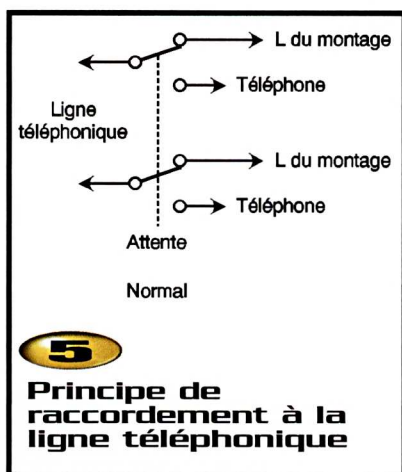 L du montage
Téléphone
Ligne
téléphonique
L du montage
Téléphone
Attente
Normal
5
Principe de
raccordement à la
ligne téléphonique